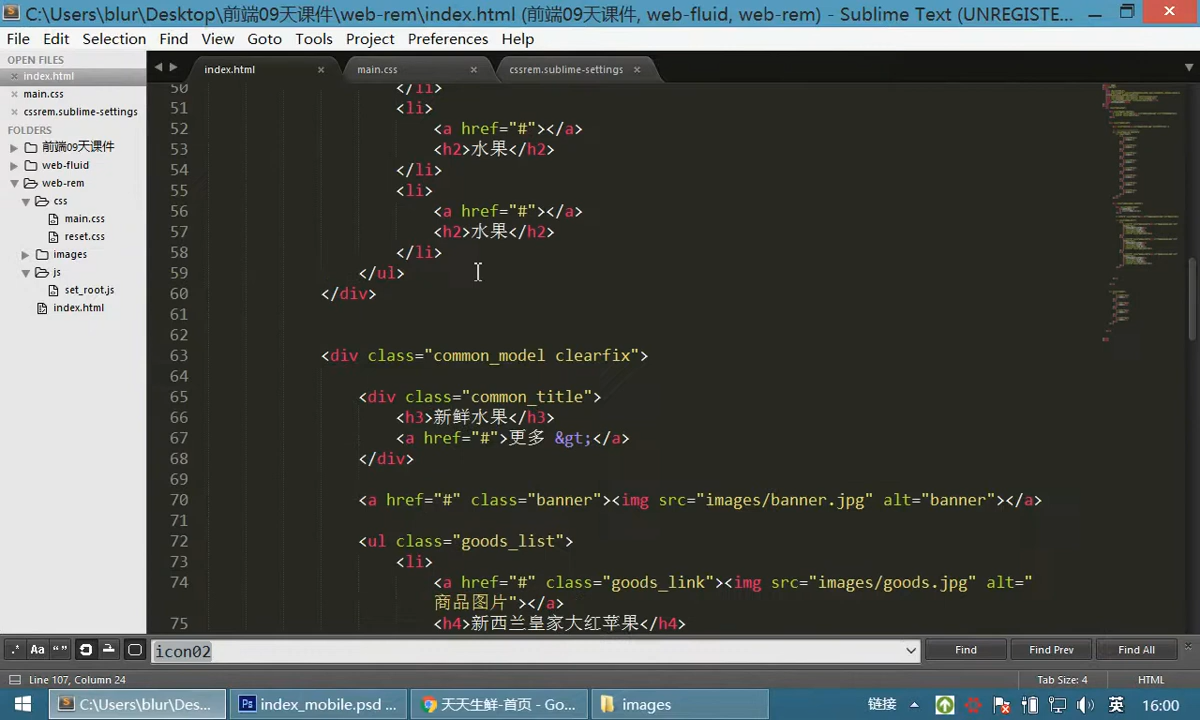 C:\Users\blur\Desktop\前端09天课件\web-rem\index.html (前端09天课件, web-fluid, web-rem) - Sublime Text (UNREGISTE...
File Edit Selection Find View Goto Tools Project Preferences Help
OPEN FILES
index.html
main.css
cssrem.sublime-settings
FOLDERS
前端09天课件
web-fluid
web-rem
css
main.css
reset.css
images
js
set_root.js
index.html
index.html main.css cssrem.sublime-settings
50 </li>
51 <li>
52 <a href="#"></a>
53 <h2>水果</h2>
54 </li>
55 <li>
56 <a href="#"></a>
57 <h2>水果</h2>
58 </li>
59 </ul>
60 </div>
61
62
63 <div class="common_model clearfix">
64
65 <div class="common_title">
66 <h3>新鲜水果</h3>
67 <a href="#">更多 &gt;</a>
68 </div>
69
70 <a href="#" class="banner"><img src="images/banner.jpg" alt="banner"></a>
71
72 <ul class="goods_list">
73 <li>
74 <a href="#" class="goods_link"><img src="images/goods.jpg" alt="
商品图片"></a>
75 <h4>新西兰皇家大红苹果</h4>
.* Aa “” icon02 Find Find Prev Find All
Line 107, Column 24 Tab Size: 4 HTML
C:\Users\blur\Des... index_mobile.psd ... 天天生鲜-首页 - Go... images 链接 英 16:00